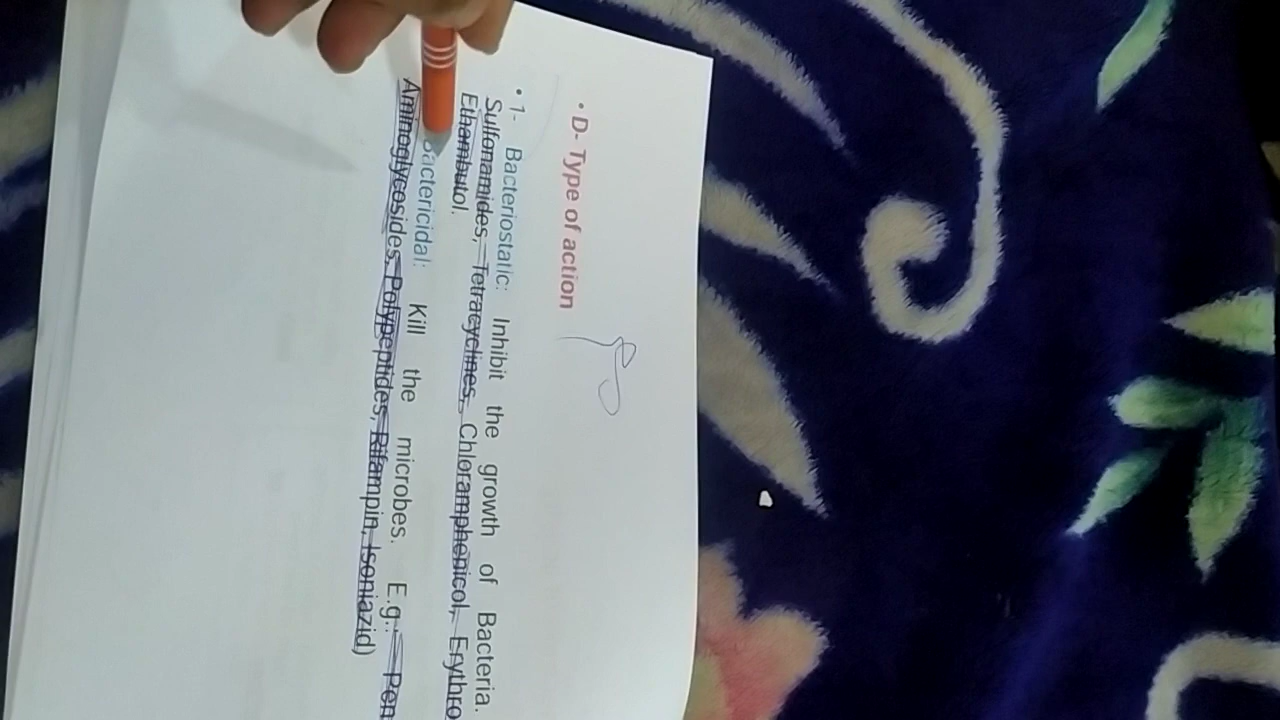 • D- Type of action
• 1- Bacteriostatic: Inhibit the growth of Bacteria.
Sulfonamides, Tetracyclines, Chloramphenicol, Erythro
Ethambutol.
Bactericidal: Kill the microbes. E.g.: Pen
Aminoglycosides, Polypeptides, Rifampin, Isoniazid)